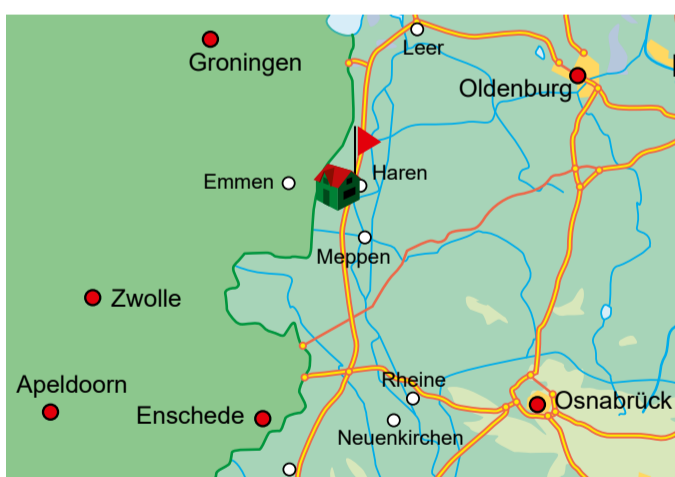 Leer
Groningen
Oldenburg
Haren
Emmen
Meppen
Zwolle
Rheine
Apeldoorn
Osnabrück
Enschede
Neuenkirchen